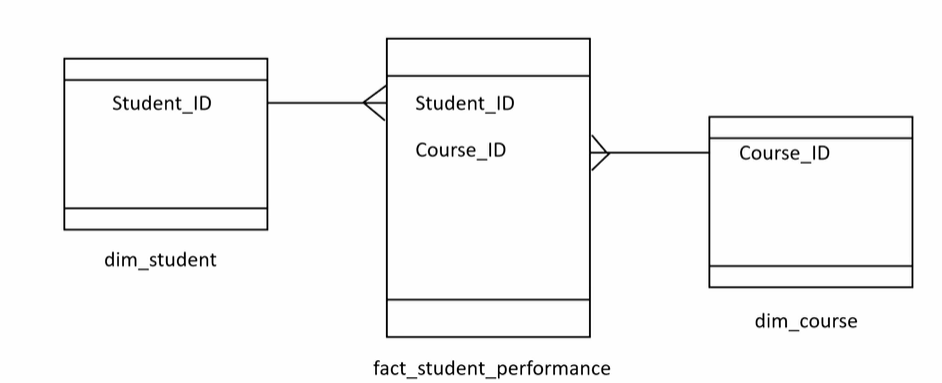 Student_ID
dim_student
Student_ID
Course_ID
fact_student_performance
Course_ID
dim_course